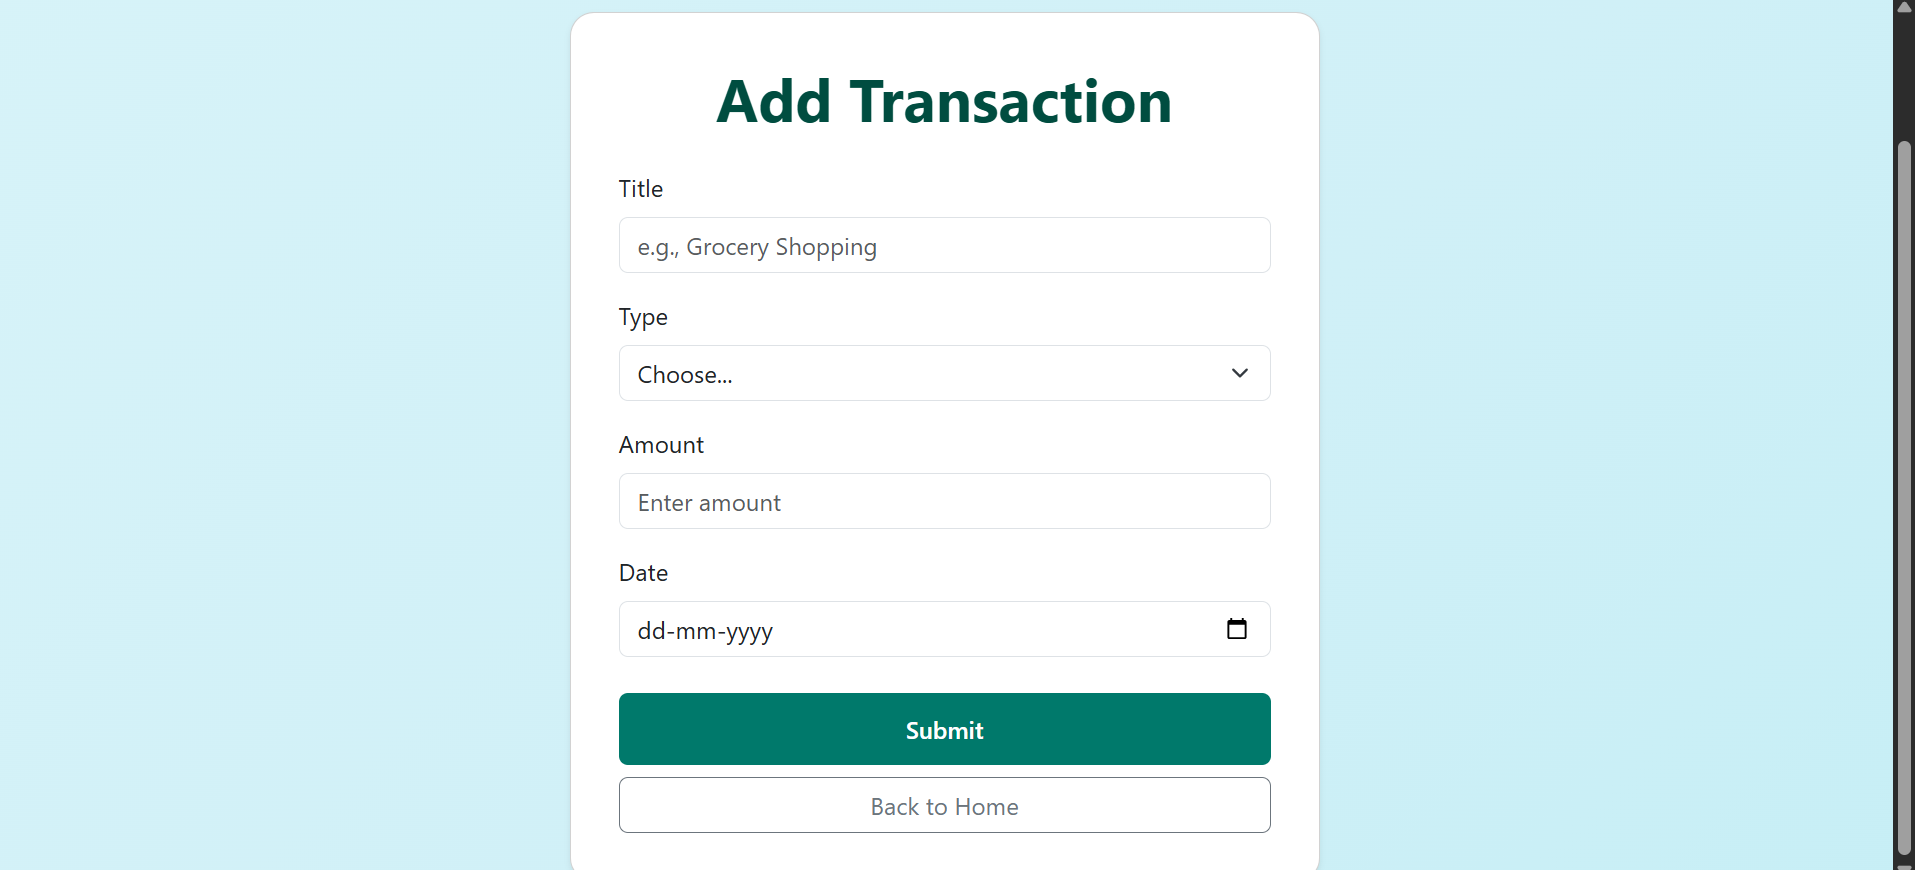 Add Transaction
Title
e.g., Grocery Shopping
Type
Choose...
Amount
Enter amount
Date
dd-mm-yyyy
Submit
Back to Home